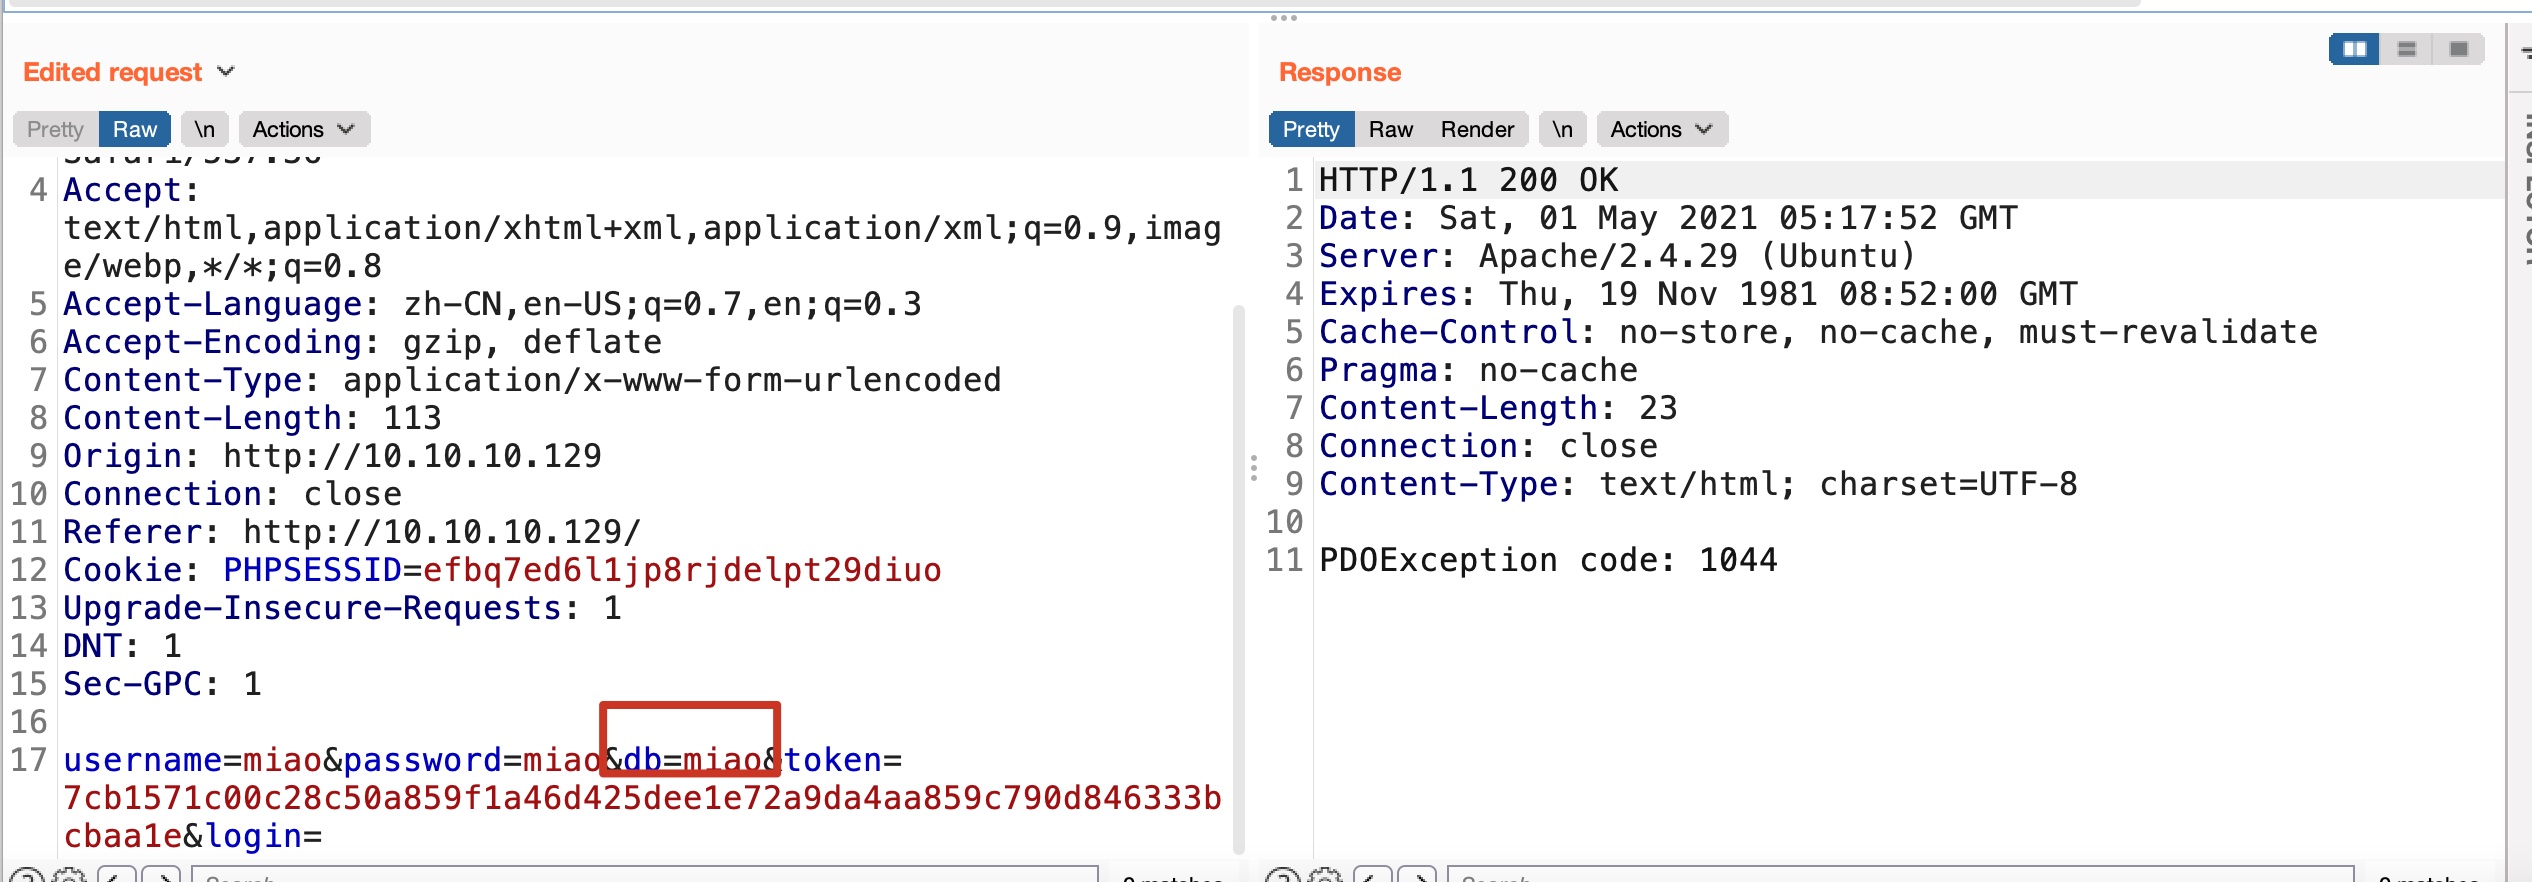 Edited request
Response
Pretty Raw \n Actions
Pretty Raw Render \n Actions
4 Accept:
text/html,application/xhtml+xml,application/xml;q=0.9,imag
e/webp,*/*;q=0.8
5 Accept-Language: zh-CN,en-US;q=0.7,en;q=0.3
6 Accept-Encoding: gzip, deflate
7 Content-Type: application/x-www-form-urlencoded
8 Content-Length: 113
9 Origin: http://10.10.10.129
10 Connection: close
11 Referer: http://10.10.10.129/
12 Cookie: PHPSESSID=efbq7ed6l1jp8rjdelpt29diuo
13 Upgrade-Insecure-Requests: 1
14 DNT: 1
15 Sec-GPC: 1
16
17 username=miao&password=miao&db=miao&token=
7cb1571c00c28c50a859f1a46d425dee1e72a9da4aa859c790d846333b
cbaa1e&login=
1 HTTP/1.1 200 OK
2 Date: Sat, 01 May 2021 05:17:52 GMT
3 Server: Apache/2.4.29 (Ubuntu)
4 Expires: Thu, 19 Nov 1981 08:52:00 GMT
5 Cache-Control: no-store, no-cache, must-revalidate
6 Pragma: no-cache
7 Content-Length: 23
8 Connection: close
9 Content-Type: text/html; charset=UTF-8
10
11 PDOException code: 1044